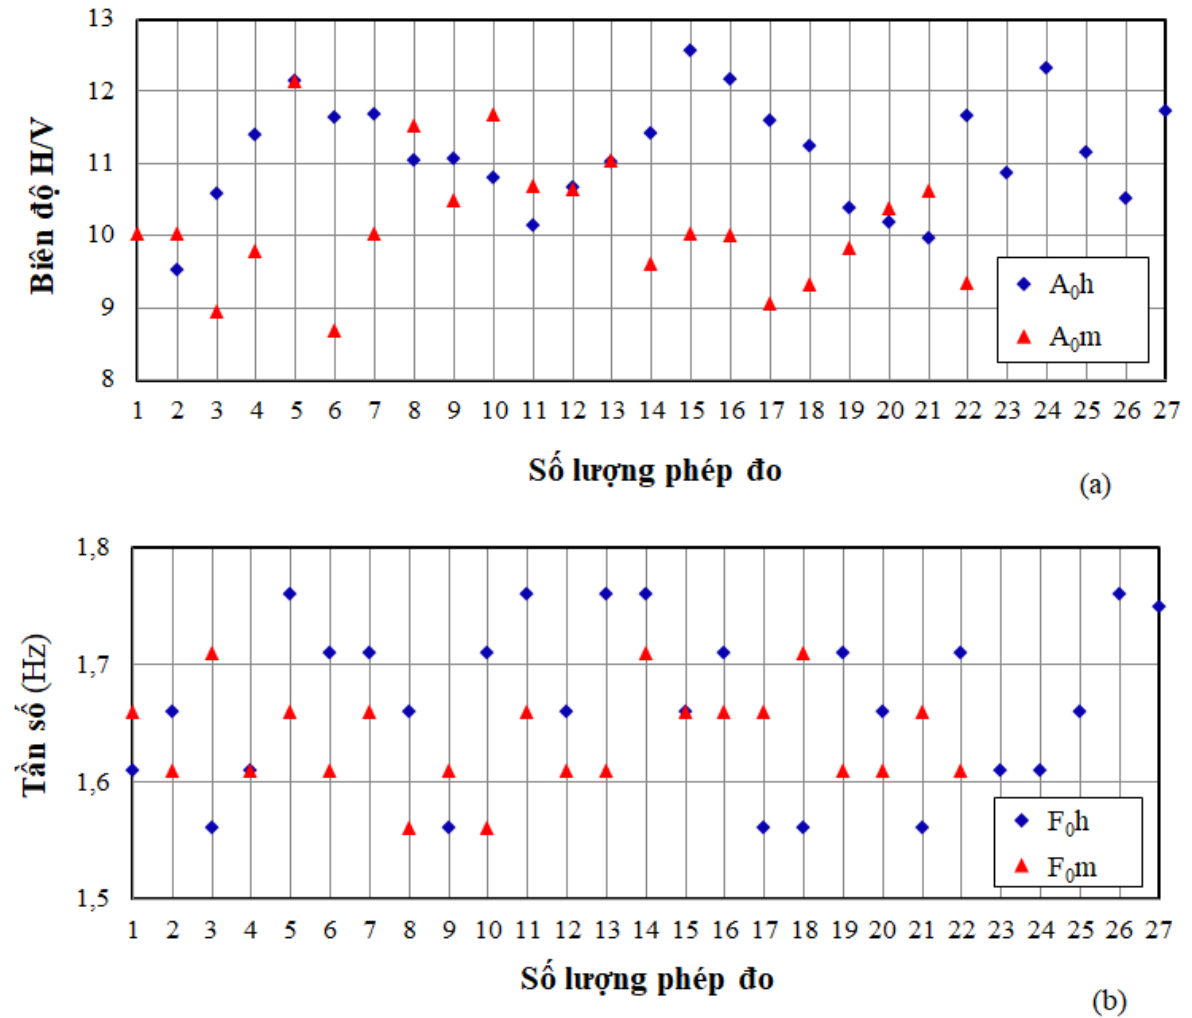 13
12
11
10
9
8
Biên độ H/V
A₀h
A₀m
1 2 3 4 5 6 7 8 9 10 11 12 13 14 15 16 17 18 19 20 21 22 23 24 25 26 27
Số lượng phép đo
(a)
1,8
1,7
1,6
1,5
Tần số (Hz)
F₀h
F₀m
1 2 3 4 5 6 7 8 9 10 11 12 13 14 15 16 17 18 19 20 21 22 23 24 25 26 27
Số lượng phép đo
(b)